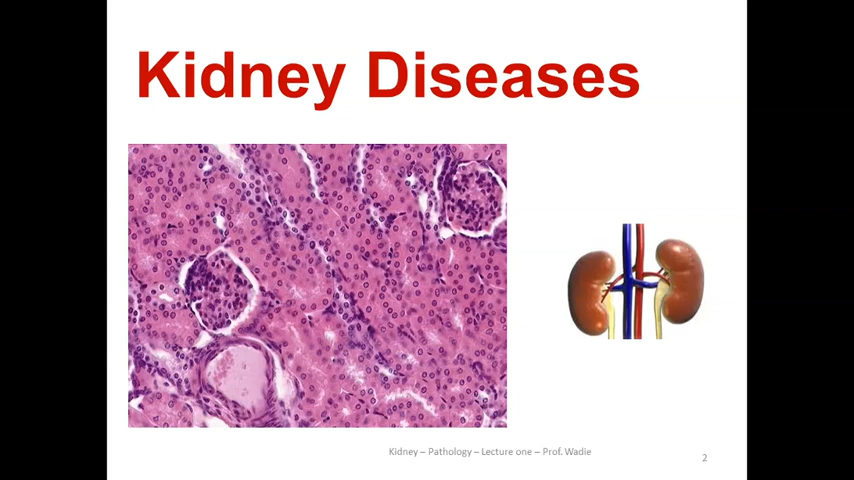 Kidney Diseases
Kidney – Pathology – Lecture one – Prof. Wadie
2